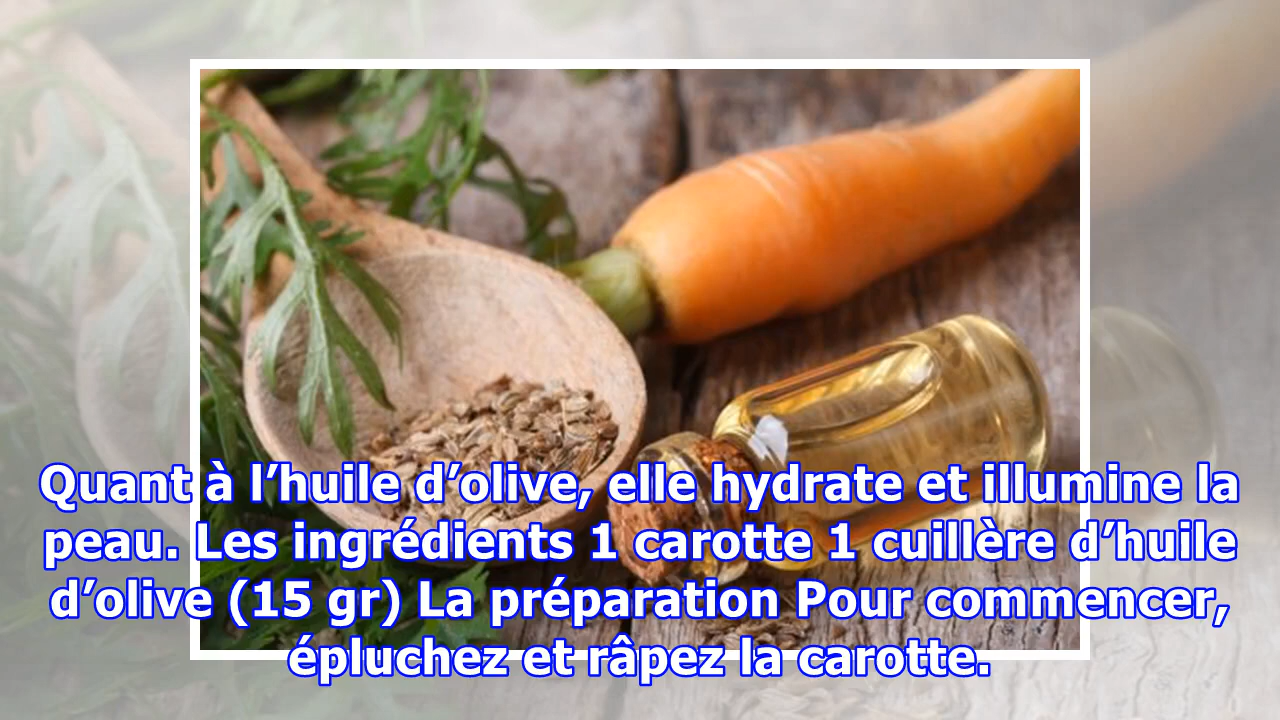 Quant à l’huile d’olive, elle hydrate et illumine la
peau. Les ingrédients 1 carotte 1 cuillère d’huile
d’olive (15 gr) La préparation Pour commencer,
épluchez et râpez la carotte.